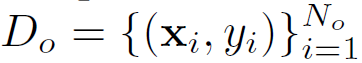 D_o = {(𝐱_i, y_i)}_{i=1}^{N_o}